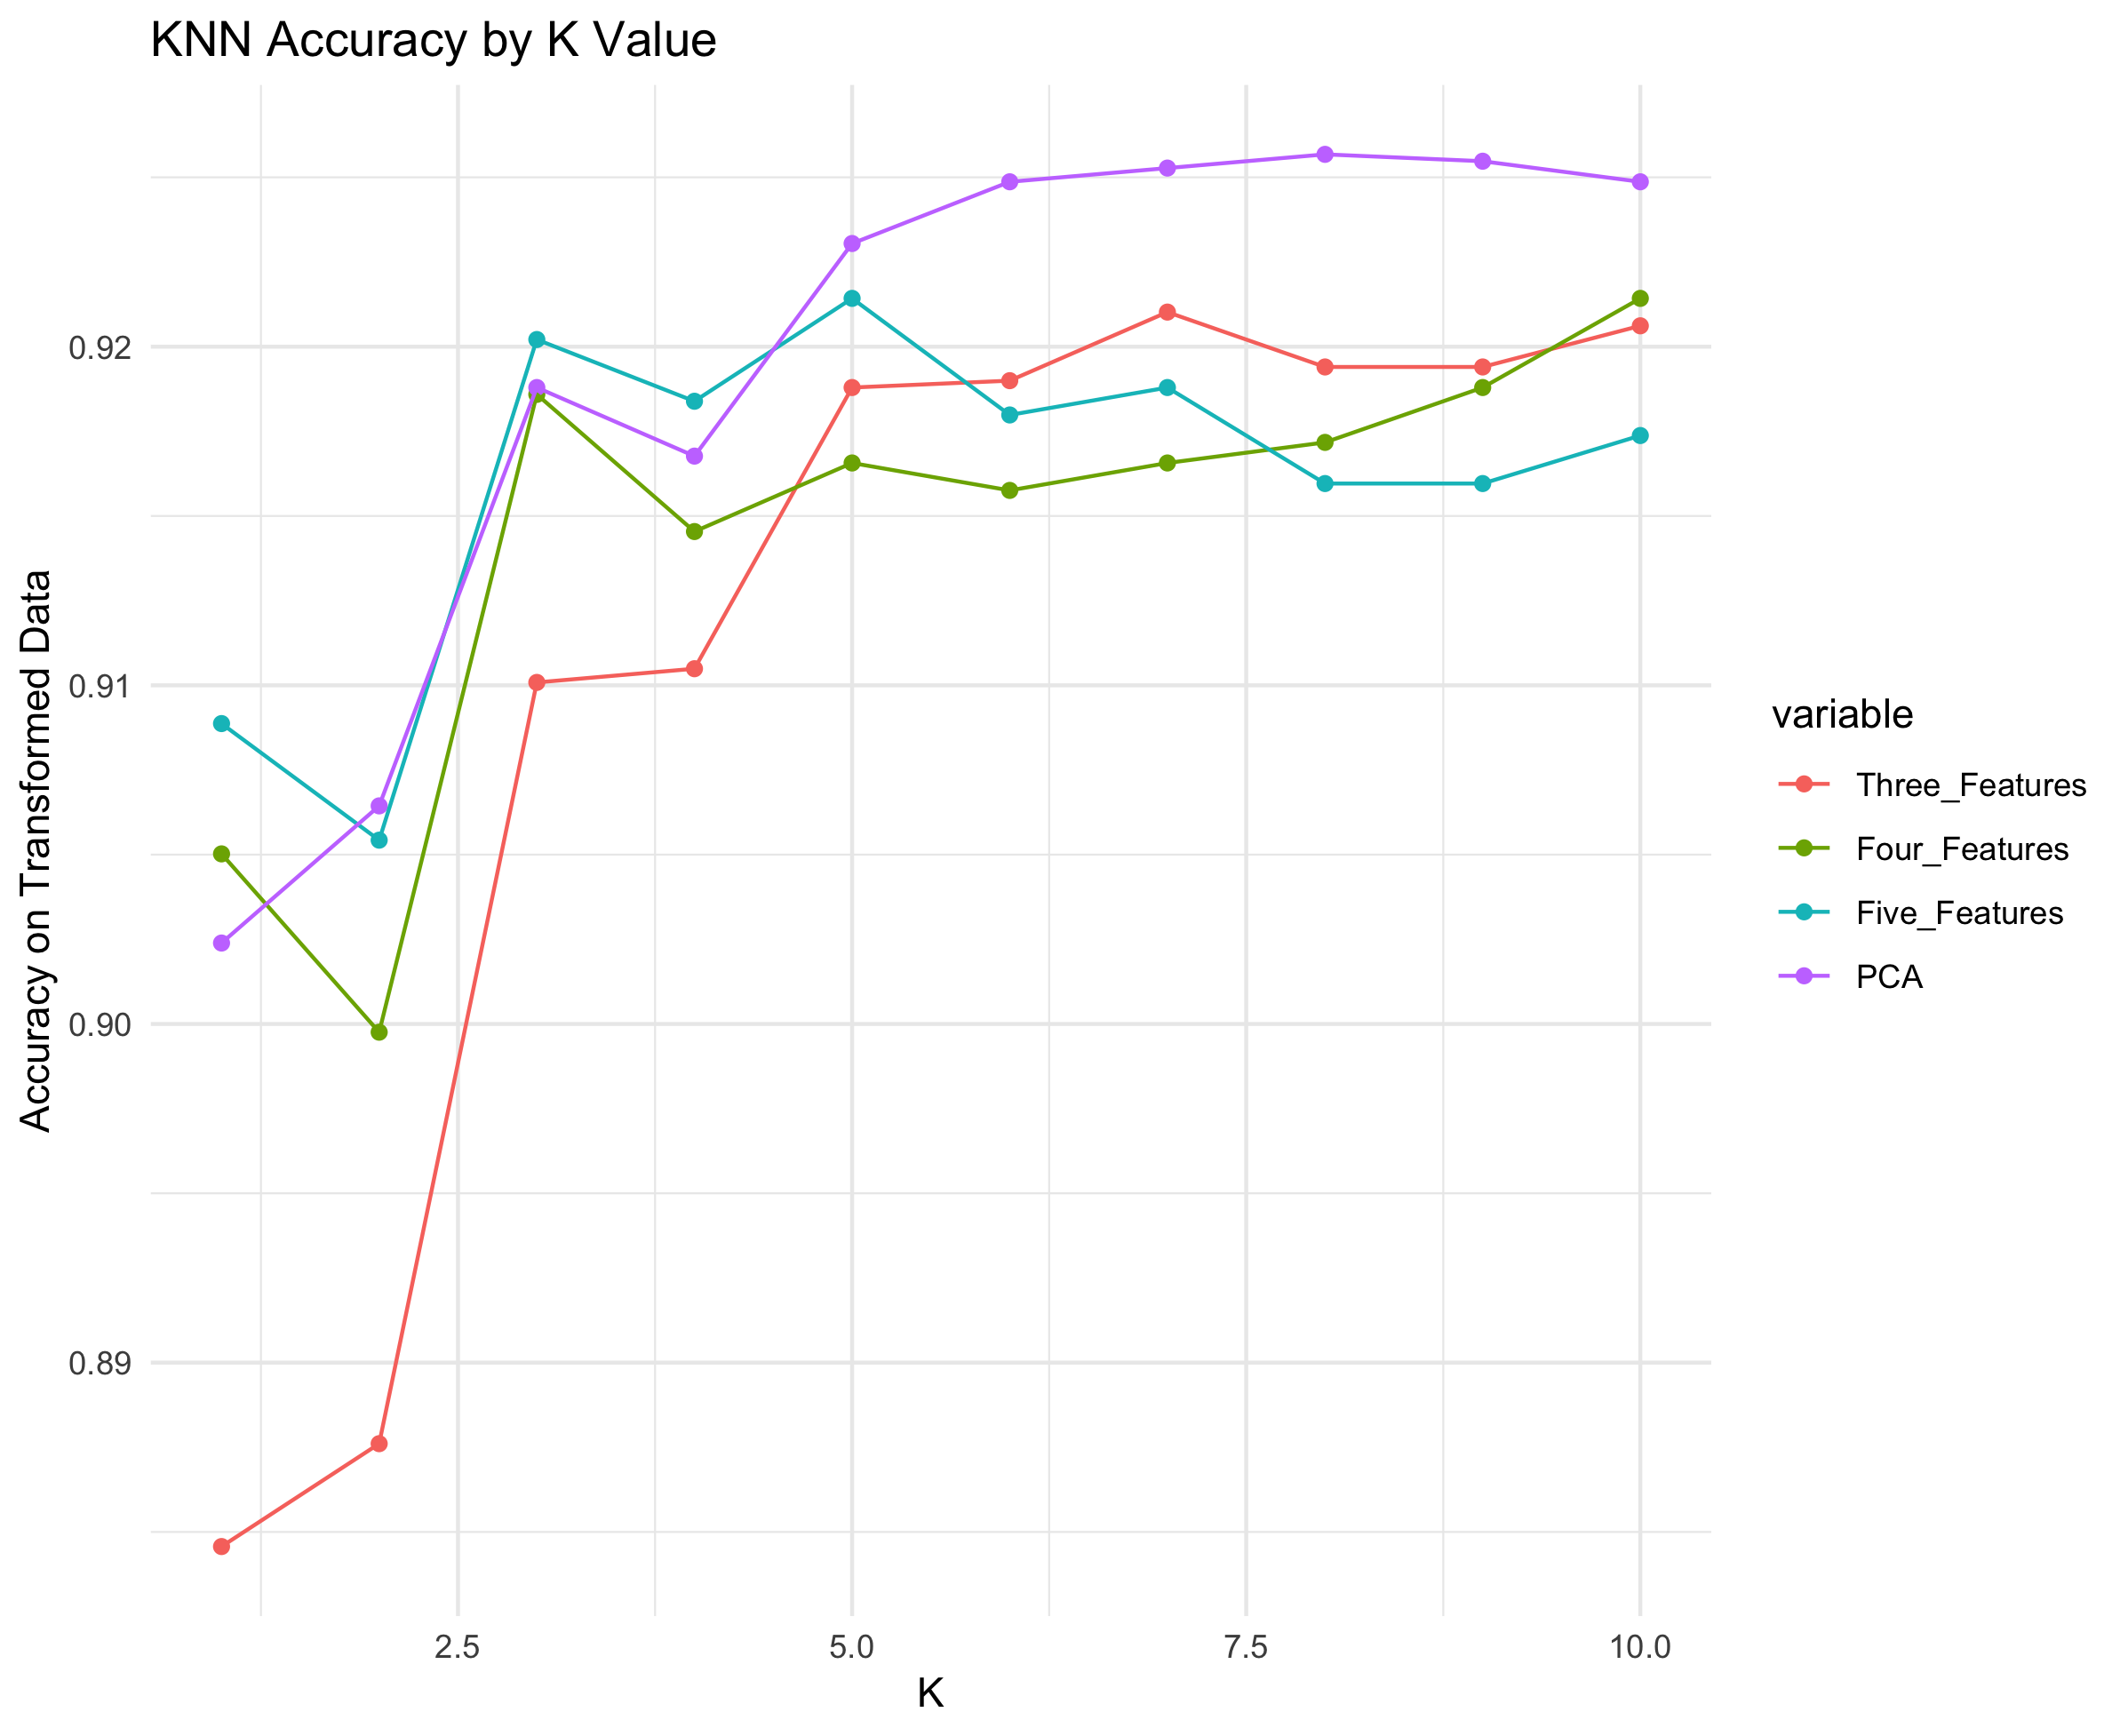 KNN Accuracy by K Value
Accuracy on Transformed Data
0.92
0.91
0.90
0.89
2.5
5.0
7.5
10.0
K
variable
Three_Features
Four_Features
Five_Features
PCA